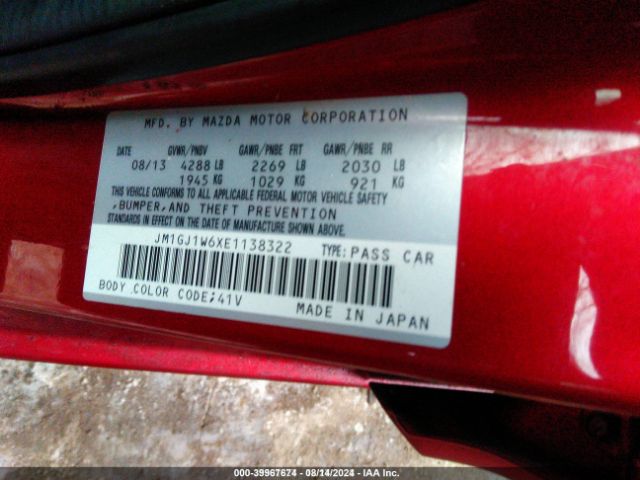 MFD. BY MAZDA MOTOR CORPORATION
DATE GVWR/PNBV GAWR/PNBE FRT GAWR/PNBE RR
08/13 4288 LB 2269 LB 2030 LB
1945 KG 1029 KG 921 KG
THIS VEHICLE CONFORMS TO ALL APPLICABLE FEDERAL MOTOR VEHICLE SAFETY
,BUMPER,AND THEFT PREVENTION
STANDARDS IN EFFECT ON THE DATE OF MANUFACTURE SHOWN ABOVE.
JM1GJ1W6XE1138322 TYPE: PASS CAR
BODY COLOR CODE;41V MADE IN JAPAN
000-39967674 - 08/14/2024 - IAA Inc.